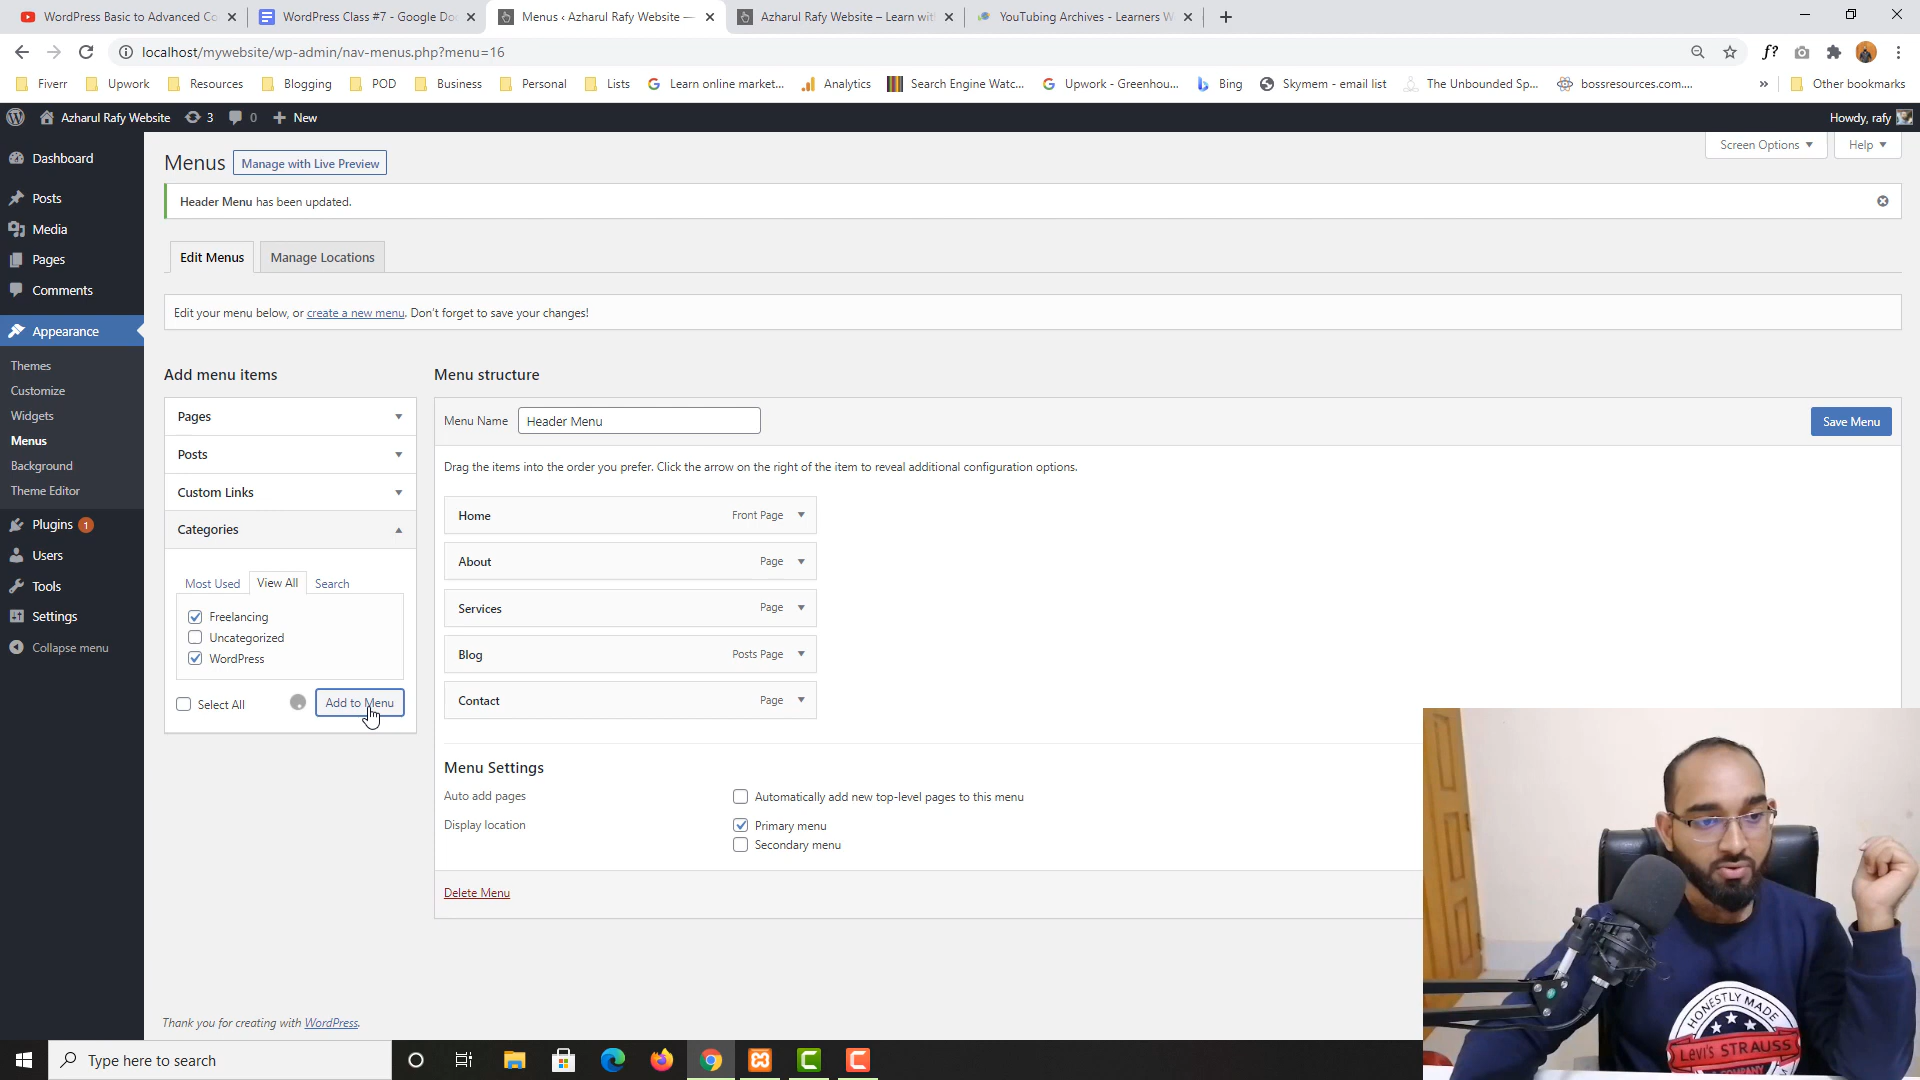 WordPress Basic to Advanced Co
WordPress Class #7 - Google Doc
Menus ‹ Azharul Rafy Website —
Azharul Rafy Website – Learn wit
YouTubing Archives - Learners W
localhost/mywebsite/wp-admin/nav-menus.php?menu=16
f?
Fiverr
Upwork
Resources
Blogging
POD
Business
Personal
Lists
Learn online market...
Analytics
Search Engine Watc...
Upwork - Greenhou...
Bing
Skymem - email list
The Unbounded Sp...
bossresources.com....
»
Other bookmarks
Azharul Rafy Website
3
0
New
Howdy, rafy
Dashboard
Posts
Media
Pages
Comments
Appearance
Themes
Customize
Widgets
Menus
Background
Theme Editor
Plugins 1
Users
Tools
Settings
Collapse menu
Screen Options
Help
Menus
Manage with Live Preview
Header Menu has been updated.
Edit Menus
Manage Locations
Edit your menu below, or create a new menu. Don't forget to save your changes!
Add menu items
Pages
Posts
Custom Links
Categories
Most Used
View All
Search
Freelancing
Uncategorized
WordPress
Select All
Add to Menu
Menu structure
Menu Name
Header Menu
Save Menu
Drag the items into the order you prefer. Click the arrow on the right of the item to reveal additional configuration options.
Home
Front Page
About
Page
Services
Page
Blog
Posts Page
Contact
Page
Menu Settings
Auto add pages
Automatically add new top-level pages to this menu
Display location
Primary menu
Secondary menu
Delete Menu
Thank you for creating with WordPress.
HONESTLY MADE
LEVI'S STRAUSS
& COMPANY
Type here to search